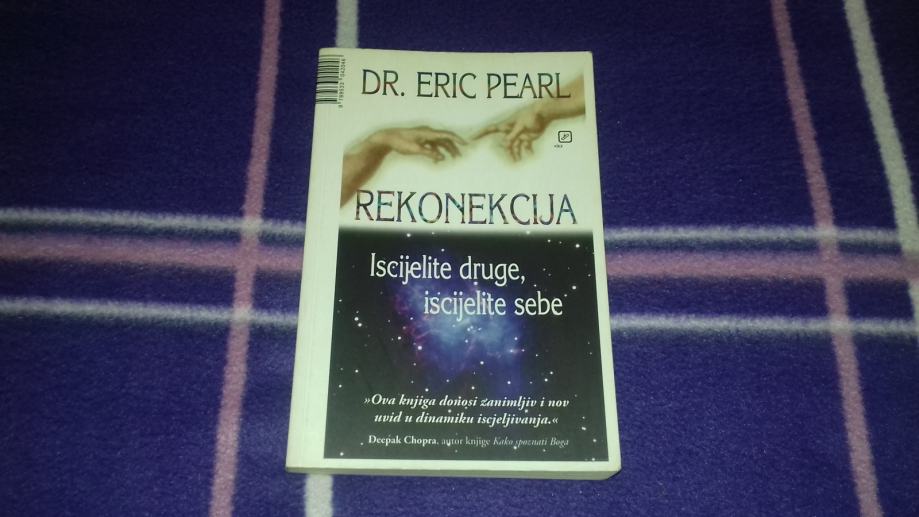 DR. ERIC PEARL
REKONEKCIJA
Iscijelite druge,
iscijelite sebe
»Ova knjiga donosi zanimljiv i nov
uvid u dinamiku iscjeljivanja.«
Deepak Chopra, autor knjige Kako spoznati Boga